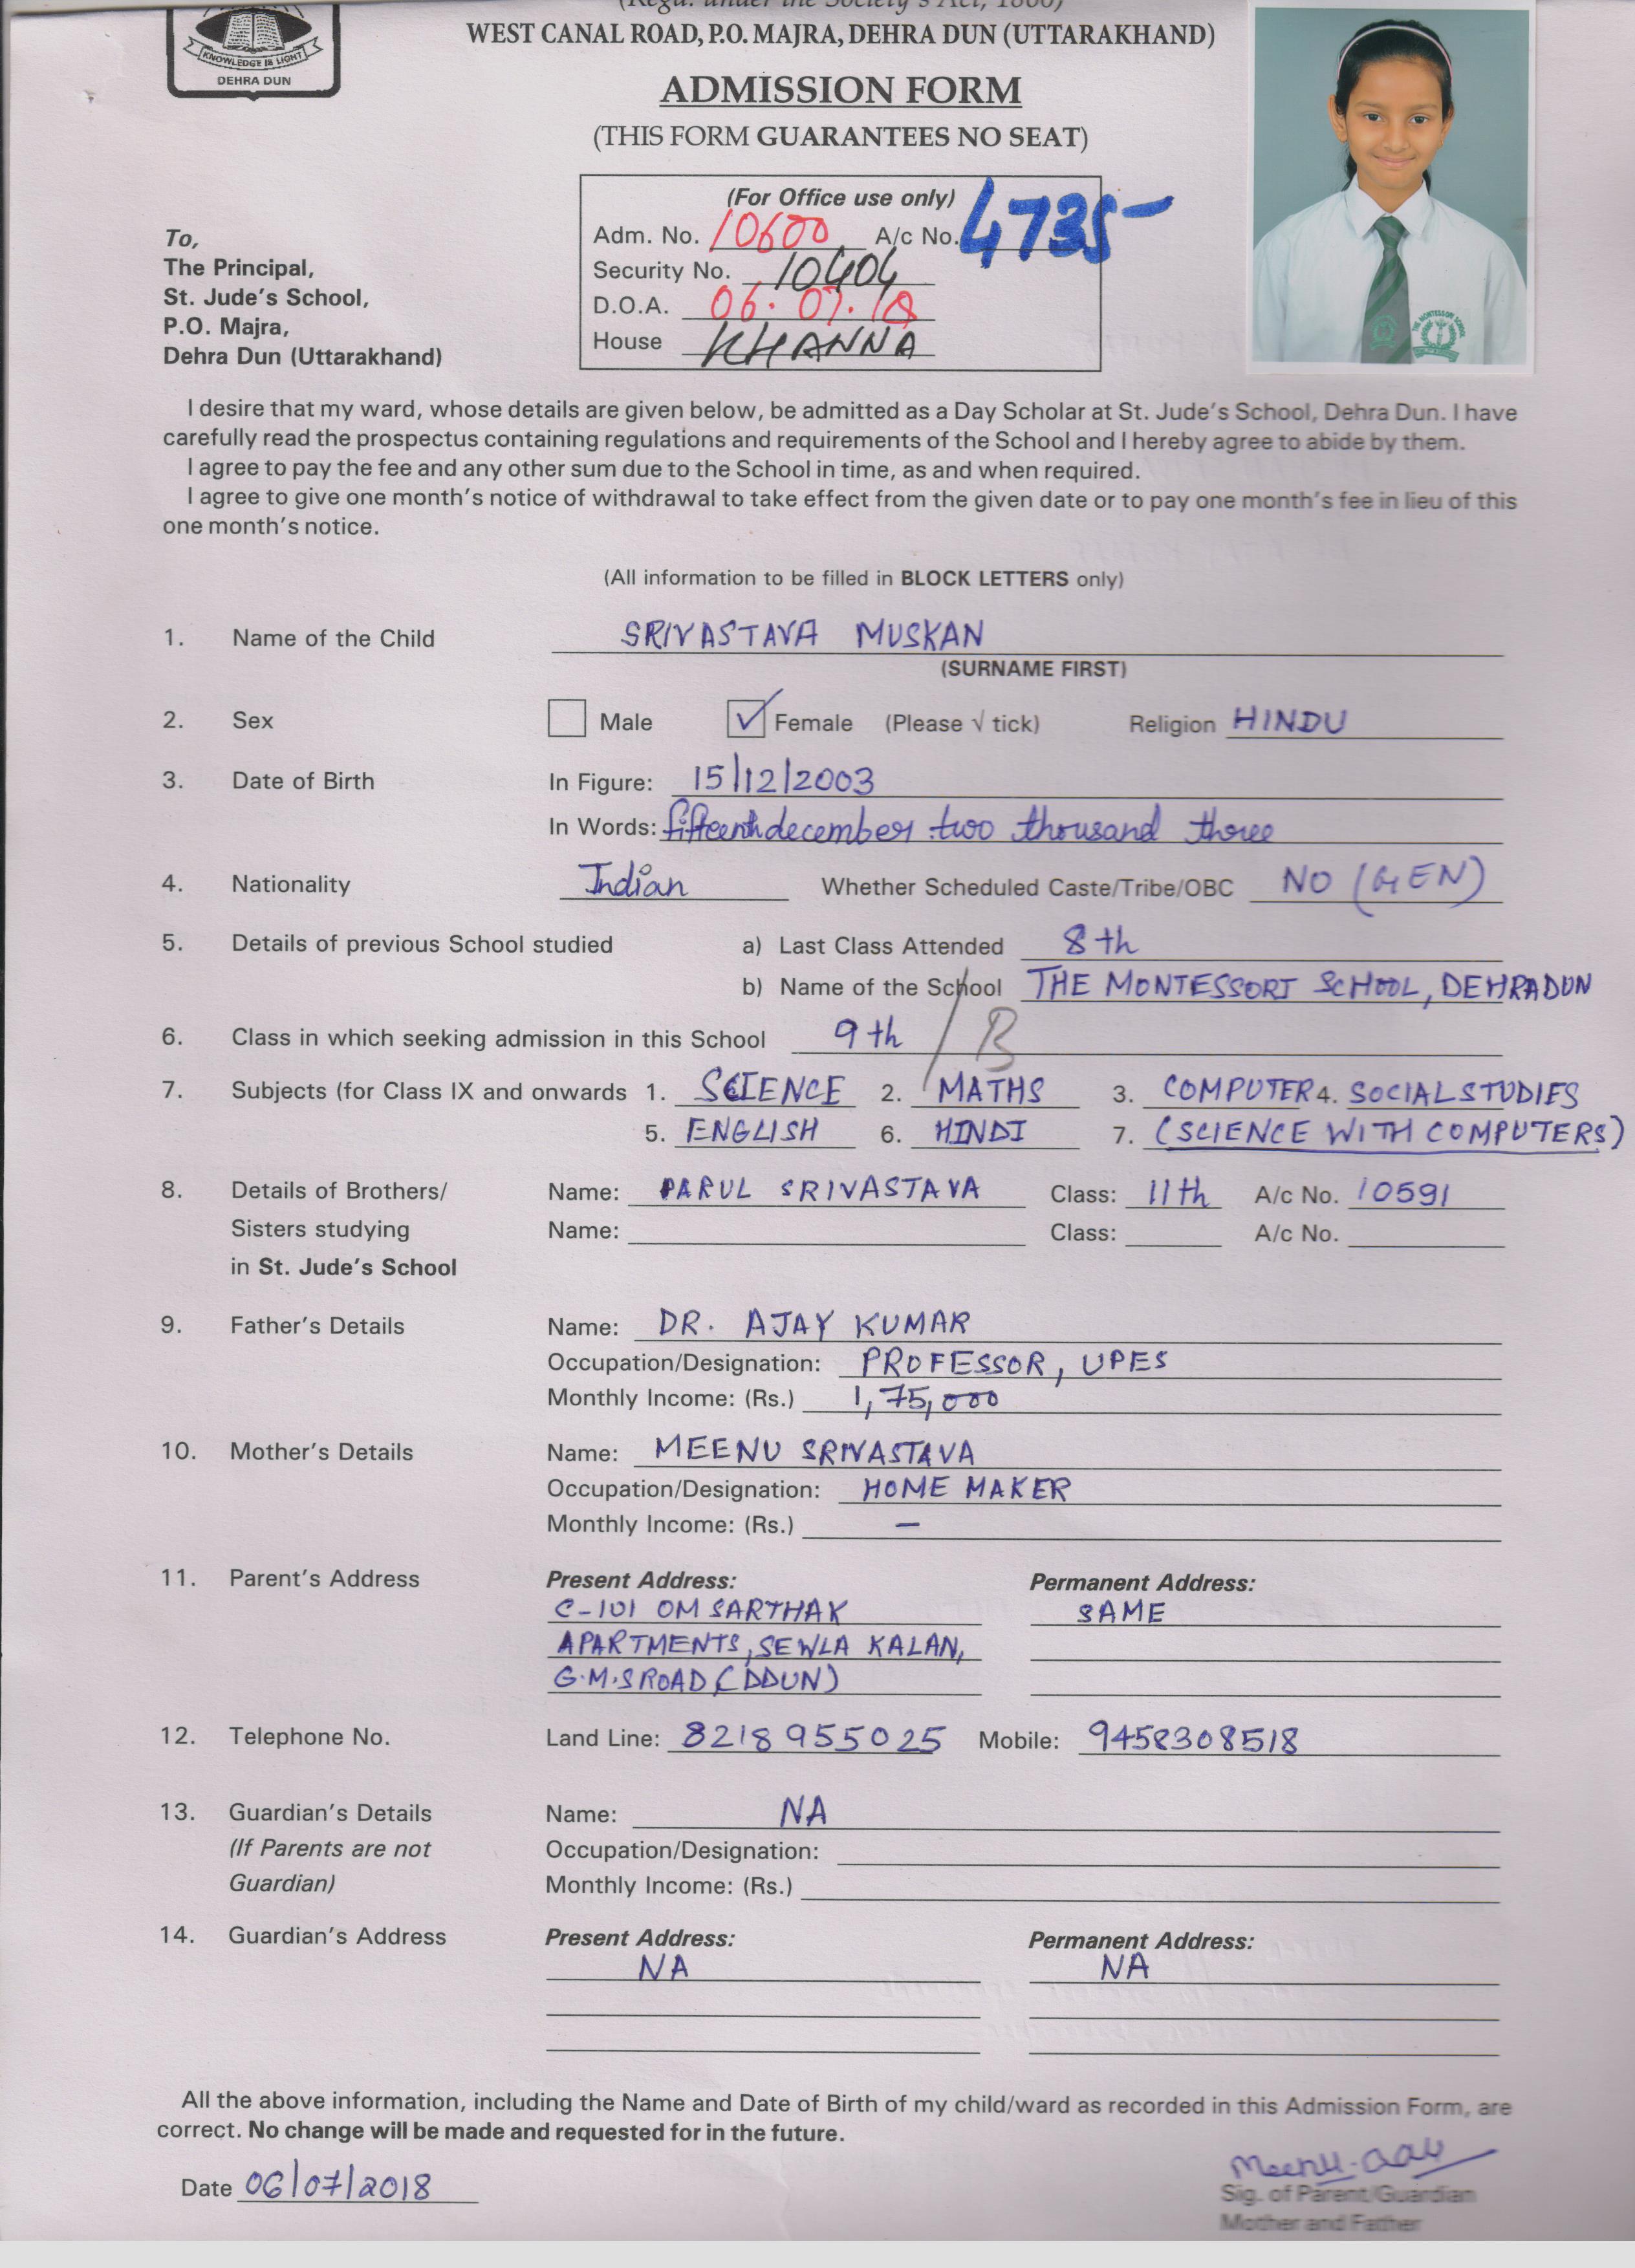 (Regd. under the Society's Act, 1860)
WEST CANAL ROAD, P.O. MAJRA, DEHRA DUN (UTTARAKHAND)
KNOWLEDGE IS LIGHT
DEHRA DUN
ADMISSION FORM
(THIS FORM GUARANTEES NO SEAT)
(For Office use only)
Adm. No. 10600 A/c No. 4735-
Security No. 10404
D.O.A. 06.07.18
House KHANNA
To,
The Principal,
St. Jude's School,
P.O. Majra,
Dehra Dun (Uttarakhand)
THE MONTESSORI SCHOOL
I desire that my ward, whose details are given below, be admitted as a Day Scholar at St. Jude's School, Dehra Dun. I have
carefully read the prospectus containing regulations and requirements of the School and I hereby agree to abide by them.
I agree to pay the fee and any other sum due to the School in time, as and when required.
I agree to give one month's notice of withdrawal to take effect from the given date or to pay one month's fee in lieu of this
one month's notice.
(All information to be filled in BLOCK LETTERS only)
1. Name of the Child SRIVASTAVA MUSKAN
(SURNAME FIRST)
2. Sex Male ✓ Female (Please √ tick) Religion HINDU
3. Date of Birth In Figure: 15/12/2003
In Words: fifteenth december two thousand three
4. Nationality Indian Whether Scheduled Caste/Tribe/OBC NO (GEN)
5. Details of previous School studied a) Last Class Attended 8th
b) Name of the School THE MONTESSORI SCHOOL, DEHRADUN
6. Class in which seeking admission in this School 9th / B
7. Subjects (for Class IX and onwards 1. SCIENCE 2. MATHS 3. COMPUTER 4. SOCIAL STUDIES
5. ENGLISH 6. HINDI 7. (SCIENCE WITH COMPUTERS)
8. Details of Brothers/ Name: PARUL SRIVASTAVA Class: 11th A/c No. 10591
Sisters studying Name: Class: A/c No.
in St. Jude's School
9. Father's Details Name: DR. AJAY KUMAR
Occupation/Designation: PROFESSOR, UPES
Monthly Income: (Rs.) 1,75,000
10. Mother's Details Name: MEENU SRIVASTAVA
Occupation/Designation: HOME MAKER
Monthly Income: (Rs.) —
11. Parent's Address Present Address: Permanent Address:
C-101 OM SARTHAK SAME
APARTMENTS, SEWLA KALAN,
G.M.S ROAD (DDUN)
12. Telephone No. Land Line: 8218955025 Mobile: 9458308518
13. Guardian's Details Name: NA
(If Parents are not Occupation/Designation:
Guardian) Monthly Income: (Rs.)
14. Guardian's Address Present Address: Permanent Address:
NA NA
All the above information, including the Name and Date of Birth of my child/ward as recorded in this Admission Form, are
correct. No change will be made and requested for in the future.
Date 06/07/2018 Meenu
Sig. of Parent/Guardian
Mother and Father